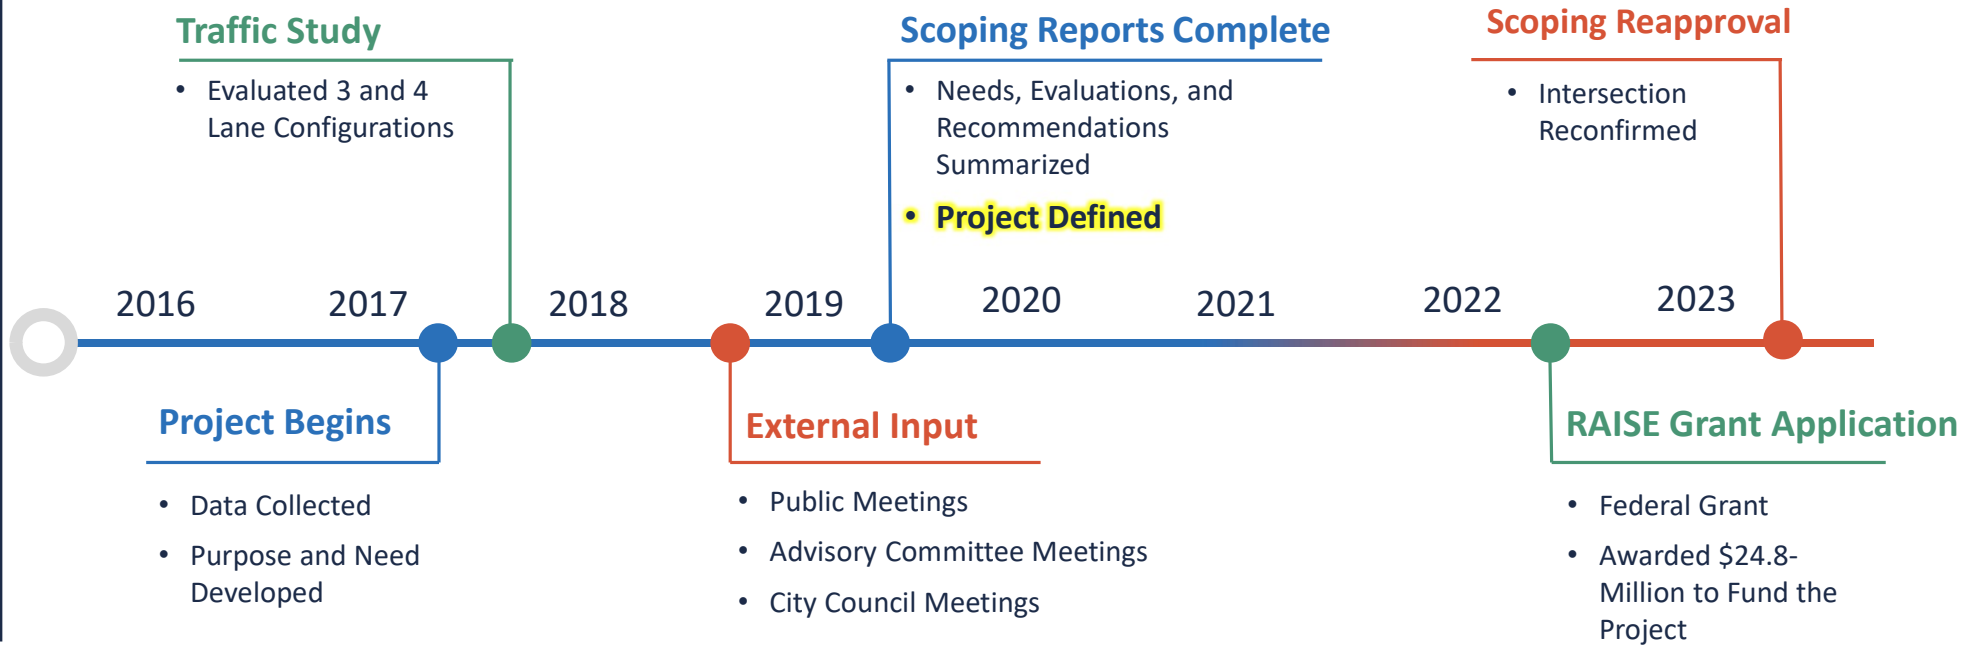 Traffic Study
• Evaluated 3 and 4
Lane Configurations
Scoping Reports Complete
• Needs, Evaluations, and
Recommendations
Summarized
• Project Defined
Scoping Reapproval
• Intersection
Reconfirmed
2016
2017
2018
2019
2020
2021
2022
2023
Project Begins
• Data Collected
• Purpose and Need
Developed
External Input
• Public Meetings
• Advisory Committee Meetings
• City Council Meetings
RAISE Grant Application
• Federal Grant
• Awarded $24.8-
Million to Fund the
Project